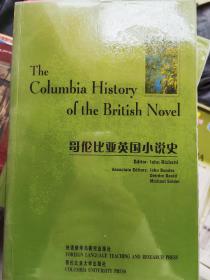 The
Columbia History
of the British Novel
哥伦比亚英国小说史
Editor: John Richetti
Associate Editors: John Bender
Deirdre David
Michael Seidel
外语教学与研究出版社
FOREIGN LANGUAGE TEACHING AND RESEARCH PRESS
哥伦比亚大学出版社
COLUMBIA UNIVERSITY PRESS